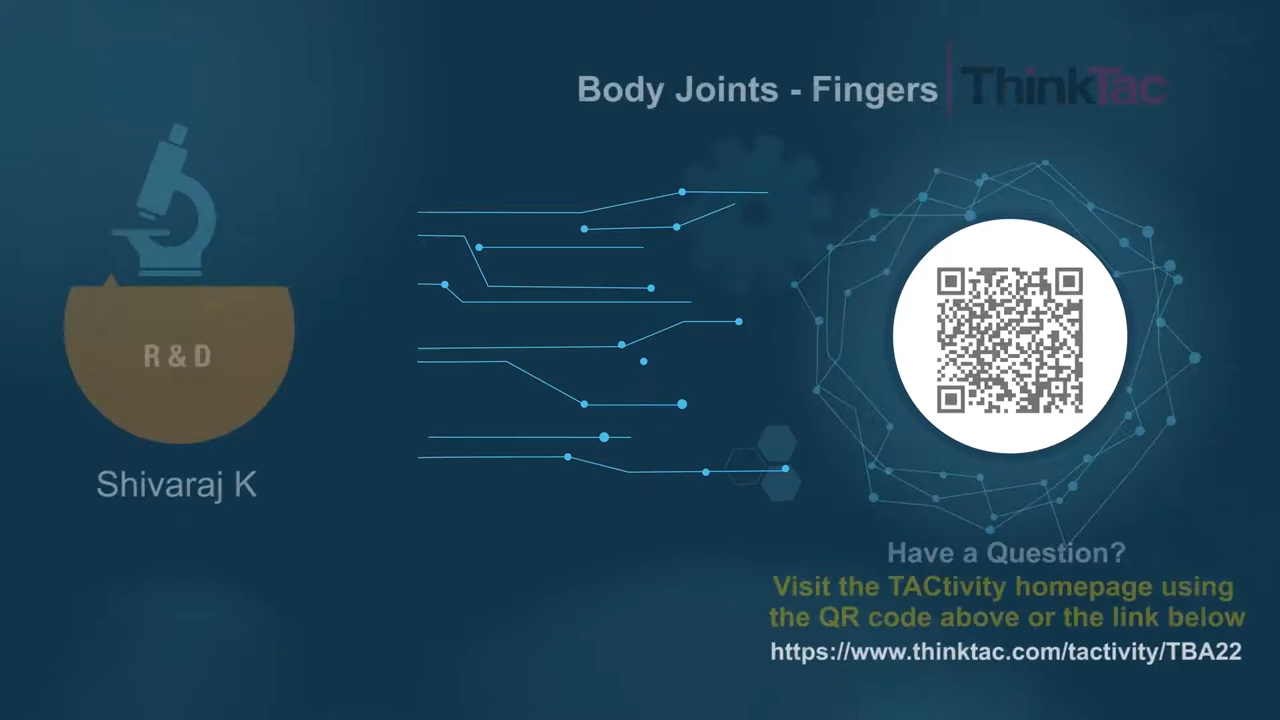 Body Joints - Fingers
ThinkTac
R & D
Shivaraj K
Have a Question?
Visit the TACtivity homepage using
the QR code above or the link below
https://www.thinktac.com/tactivity/TBA22